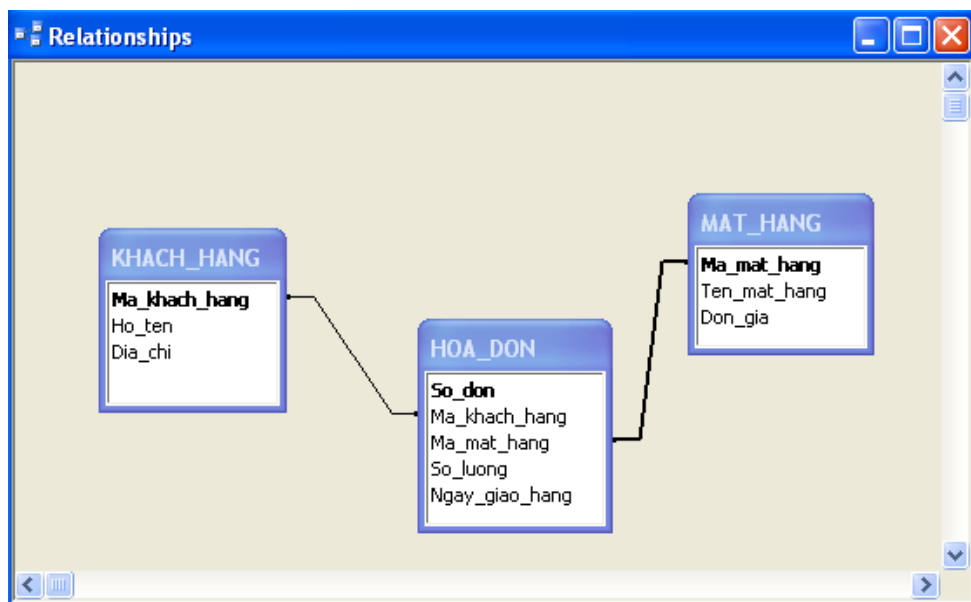 Relationships
KHACH_HANG
Ma_khach_hang
Ho_ten
Dia_chi
HOA_DON
So_don
Ma_khach_hang
Ma_mat_hang
So_luong
Ngay_giao_hang
MAT_HANG
Ma_mat_hang
Ten_mat_hang
Don_gia